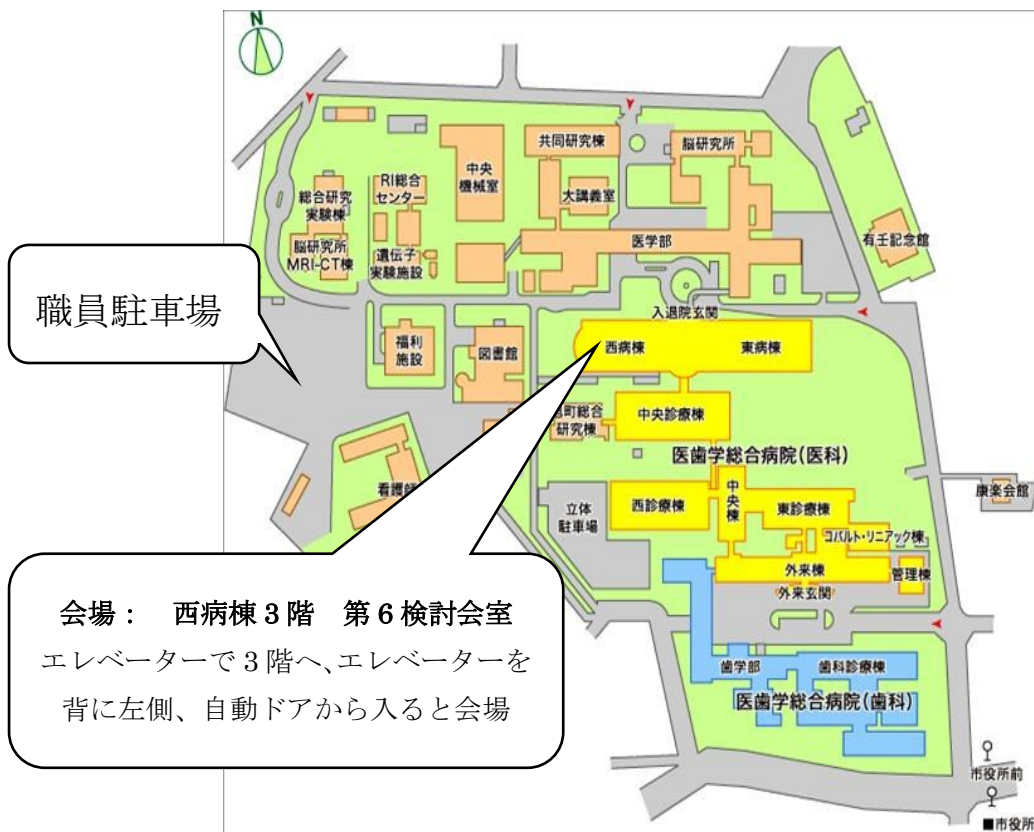 N
共同研究棟
脳研究所
中央
機械室
RI総合
センター
大講義室
総合研究
実験棟
脳研究所
MRI-CT棟
遺伝子
実験施設
医学部
有壬記念館
職員駐車場
入退院玄関
福利
施設
図書館
西病棟
東病棟
町総合
研究棟
中央診療棟
医歯学総合病院(医科)
看護師
立体
駐車場
西診療棟
中央棟
東診療棟
康楽会館
コバルト・リニアック棟
外来棟
管理棟
外来玄関
会場： 西病棟3階 第6検討会室
エレベーターで3階へ、エレベーターを
背に左側、自動ドアから入ると会場
歯学部
歯科診療棟
医歯学総合病院(歯科)
市役所前
■市役所